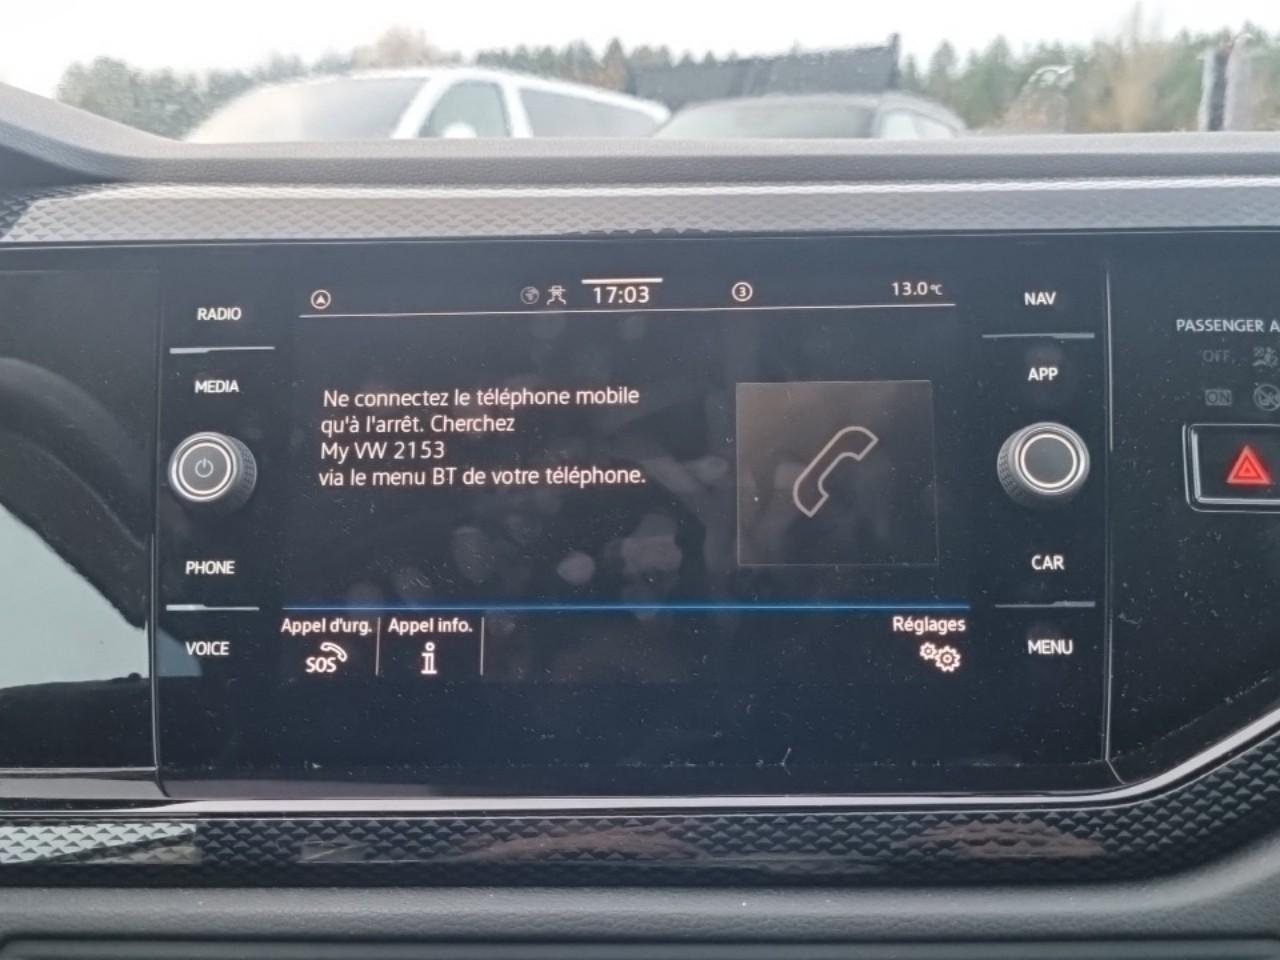 RADIO
MEDIA
PHONE
VOICE
17:03
3
13.0°C
Ne connectez le téléphone mobile
qu'à l'arrêt. Cherchez
My VW 2153
via le menu BT de votre téléphone.
Appel d'urg.
SOS
Appel info.
i
Réglages
NAV
APP
CAR
MENU
PASSENGER
OFF
ON